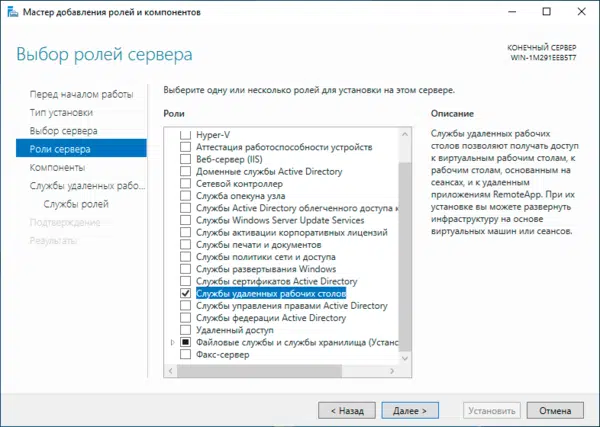 Мастер добавления ролей и компонентов
Выбор ролей сервера
КОНЕЧНЫЙ СЕРВЕР
WIN-1M291EEB5T7
Перед началом работы
Тип установки
Выбор сервера
Роли сервера
Компоненты
Службы удаленных рабо...
Службы ролей
Подтверждение
Результаты
Выберите одну или несколько ролей для установки на этом сервере.
Роли
Hyper-V
Аттестация работоспособности устройств
Веб-сервер (IIS)
Доменные службы Active Directory
Сетевой контроллер
Служба опекуна узла
Службы Active Directory облегченного доступа к
Службы Windows Server Update Services
Службы активации корпоративных лицензий
Службы печати и документов
Службы политики сети и доступа
Службы развертывания Windows
Службы сертификатов Active Directory
Службы удаленных рабочих столов
Службы управления правами Active Directory
Службы федерации Active Directory
Удаленный доступ
Файловые службы и службы хранилища (Устан
Факс-сервер
Описание
Службы удаленных рабочих
столов позволяют получать доступ
к виртуальным рабочим столам, к
рабочим столам, основанным на
сеансах, и к удаленным
приложениям RemoteApp. При их
установке вы можете развернуть
инфраструктуру на основе
виртуальных машин или сеансов.
< Назад
Далее >
Установить
Отмена